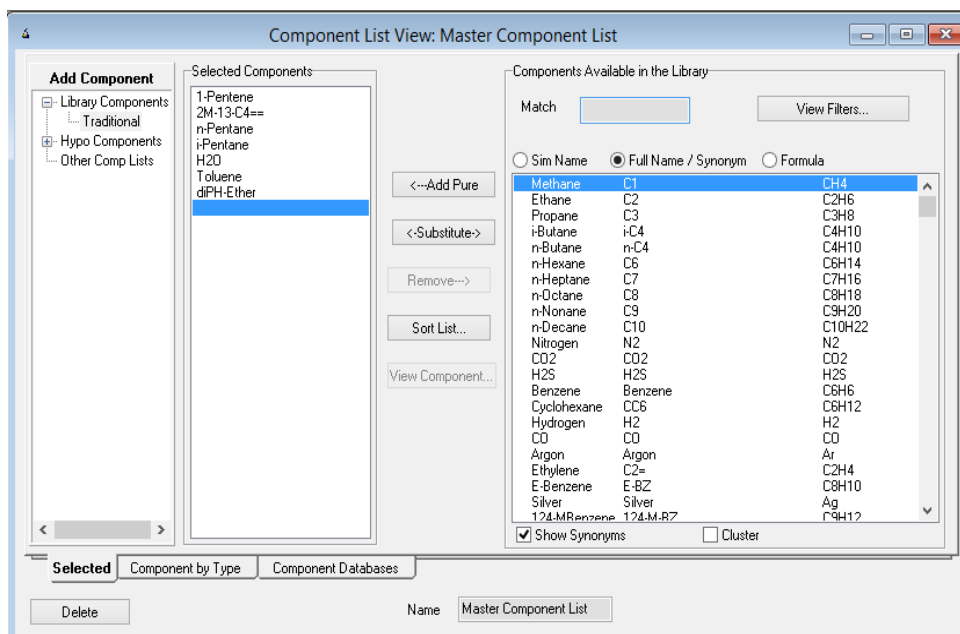 Component List View: Master Component List
Add Component
Library Components
Traditional
Hypo Components
Other Comp Lists
Selected Components
1-Pentene
2M-13-C4==
n-Pentane
i-Pentane
H2O
Toluene
diPH-Ether
<---Add Pure
<-Substitute->
Remove--->
Sort List...
View Component...
Components Available in the Library
Match
View Filters...
Sim Name Full Name / Synonym Formula
Methane C1 CH4
Ethane C2 C2H6
Propane C3 C3H8
i-Butane i-C4 C4H10
n-Butane n-C4 C4H10
n-Hexane C6 C6H14
n-Heptane C7 C7H16
n-Octane C8 C8H18
n-Nonane C9 C9H20
n-Decane C10 C10H22
Nitrogen N2 N2
CO2 CO2 CO2
H2S H2S H2S
Benzene Benzene C6H6
Cyclohexane CC6 C6H12
Hydrogen H2 H2
CO CO CO
Argon Argon Ar
Ethylene C2= C2H4
E-Benzene E-BZ C8H10
Silver Silver Ag
124-MBenzene 124-M-BZ C9H12
Show Synonyms Cluster
Selected Component by Type Component Databases
Delete
Name Master Component List